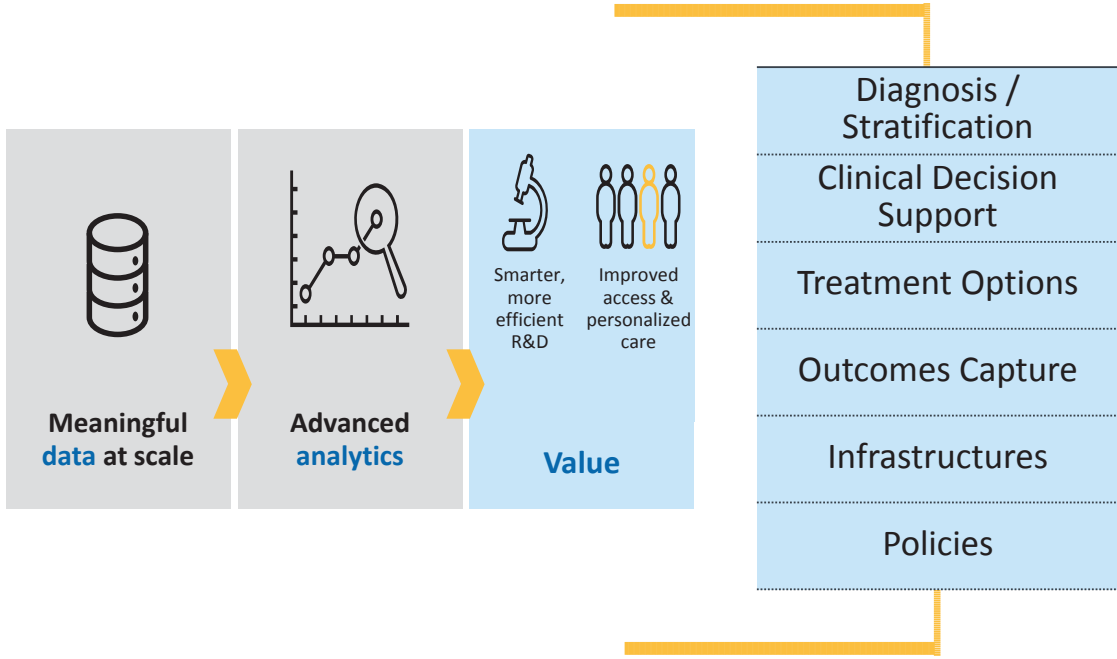 Meaningful
data at scale
Advanced
analytics
Smarter,
more
efficient
R&D
Improved
access &
personalized
care
Value
Diagnosis /
Stratification
Clinical Decision
Support
Treatment Options
Outcomes Capture
Infrastructures
Policies